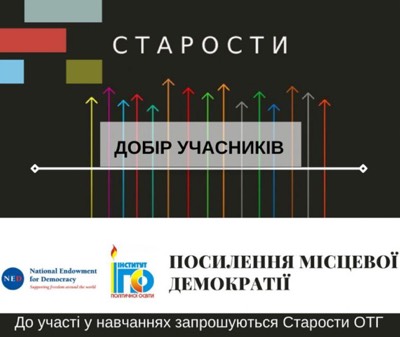 СТАРОСТИ
ДОБІР УЧАСНИКІВ
NED
National Endowment
for Democracy
Supporting freedom around the world
ІНСТИТУТ
ІПО
ПОЛІТИЧНОЇ ОСВІТИ
ПОСИЛЕННЯ МІСЦЕВОЇ
ДЕМОКРАТІЇ
До участі у навчаннях запрошуються Старости ОТГ